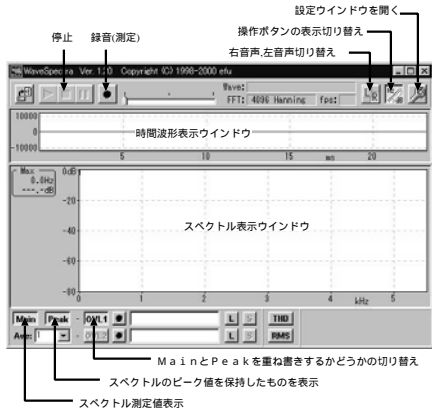 設定ウインドウを開く
操作ボタンの表示切り替え
停止 録音(測定)
右音声,左音声切り替え
WaveSpectra Ver. 1.20 Copyright (C) 1998-2000 efu
Wave:
FFT: 4096 Hanning fps:
10000
0
-10000
時間波形表示ウインドウ
5 10 15 ms 20
Max
0.0Hz
---.-dB
0dB
-20
-40
-60
-80
スペクトル表示ウインドウ
0 1 2 3 4 kHz 5
Main Peak - OVL1 L S THD
Ave: 1 - OVL2 L S RMS
ＭａｉｎとＰｅａｋを重ね書きするかどうかの切り替え
スペクトルのピーク値を保持したものを表示
スペクトル測定値表示